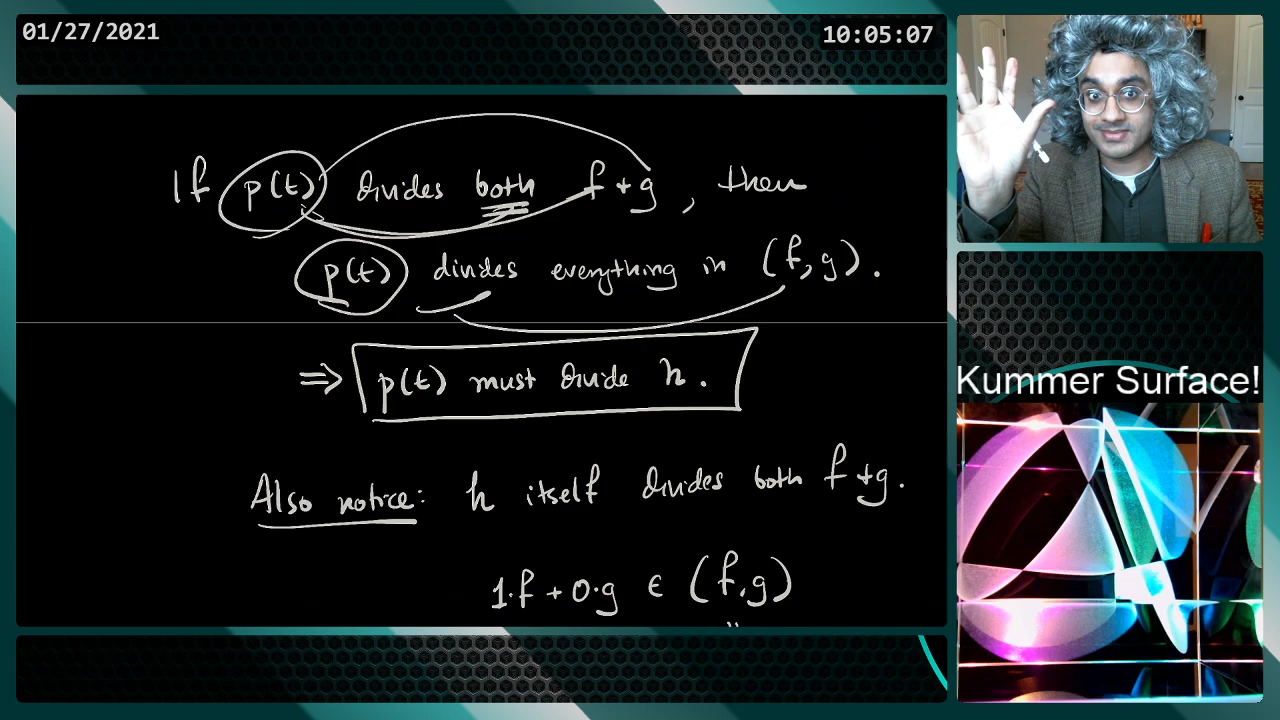 01/27/2021
10:05:07
If p(t) divides both f + g, then
p(t) divides everything in (f, g).
⇒ p(t) must divide h.
Also notice: h itself divides both f + g.
1·f + 0·g ∈ (f, g)
"
Kummer Surface!